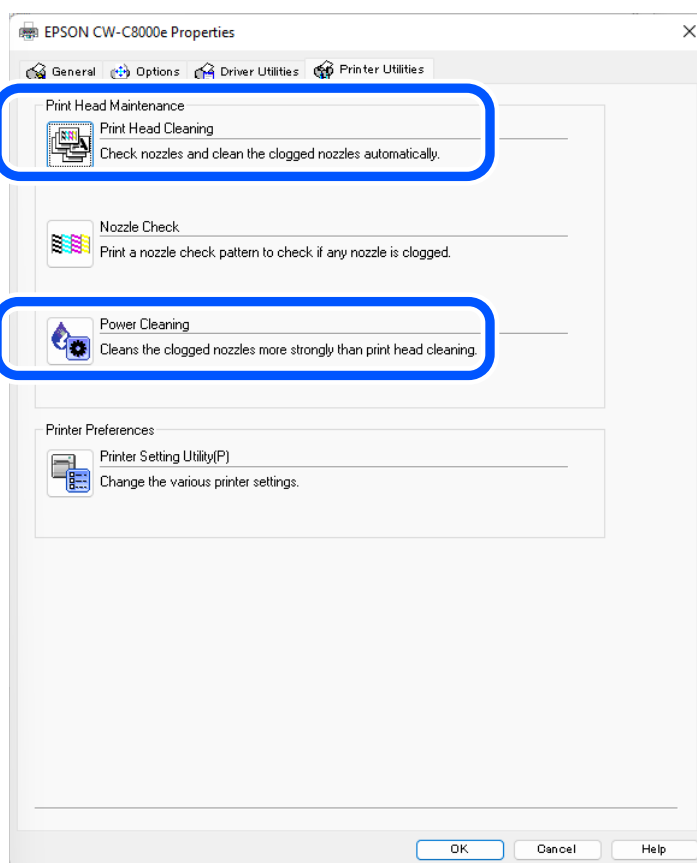 EPSON CW-C8000e Properties
General Options Driver Utilities Printer Utilities
Print Head Maintenance
Print Head Cleaning
Check nozzles and clean the clogged nozzles automatically.
Nozzle Check
Print a nozzle check pattern to check if any nozzle is clogged.
Power Cleaning
Cleans the clogged nozzles more strongly than print head cleaning.
Printer Preferences
Printer Setting Utility(P)
Change the various printer settings.
OK Cancel Help